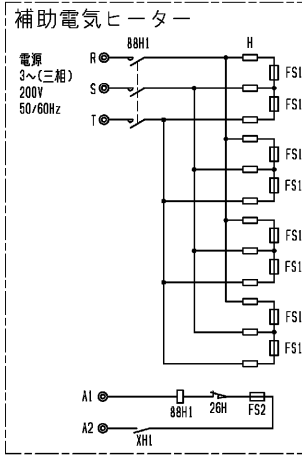 補助電気ヒーター
電源
3～(三相)
200V
50/60Hz
R
S
T
88H1
H
FS1
FS1
FS1
FS1
FS1
FS1
FS1
FS1
A1
88H1
26H
FS2
A2
XH1